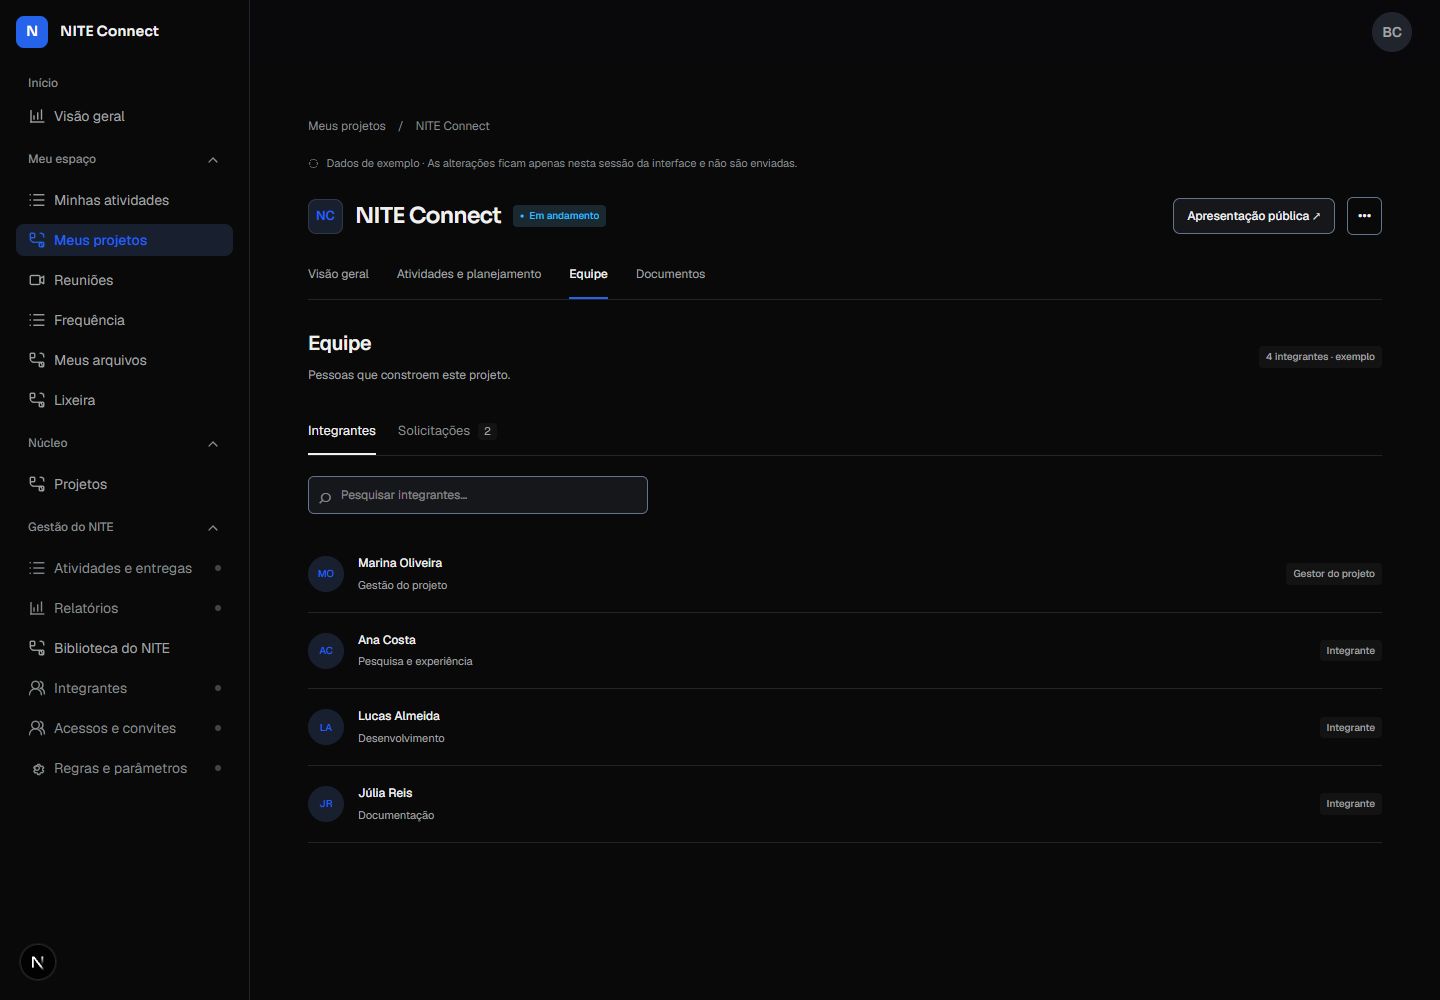 N NITE Connect
BC
Início
Visão geral
Meu espaço
Minhas atividades
Meus projetos
Reuniões
Frequência
Meus arquivos
Lixeira
Núcleo
Projetos
Gestão do NITE
Atividades e entregas
Relatórios
Biblioteca do NITE
Integrantes
Acessos e convites
Regras e parâmetros
N
Meus projetos / NITE Connect
Dados de exemplo · As alterações ficam apenas nesta sessão da interface e não são enviadas.
NC NITE Connect • Em andamento
Apresentação pública ↗ •••
Visão geral Atividades e planejamento Equipe Documentos
Equipe
Pessoas que constroem este projeto.
4 integrantes · exemplo
Integrantes Solicitações 2
Pesquisar integrantes...
MO Marina Oliveira
Gestão do projeto
Gestor do projeto
AC Ana Costa
Pesquisa e experiência
Integrante
LA Lucas Almeida
Desenvolvimento
Integrante
JR Júlia Reis
Documentação
Integrante